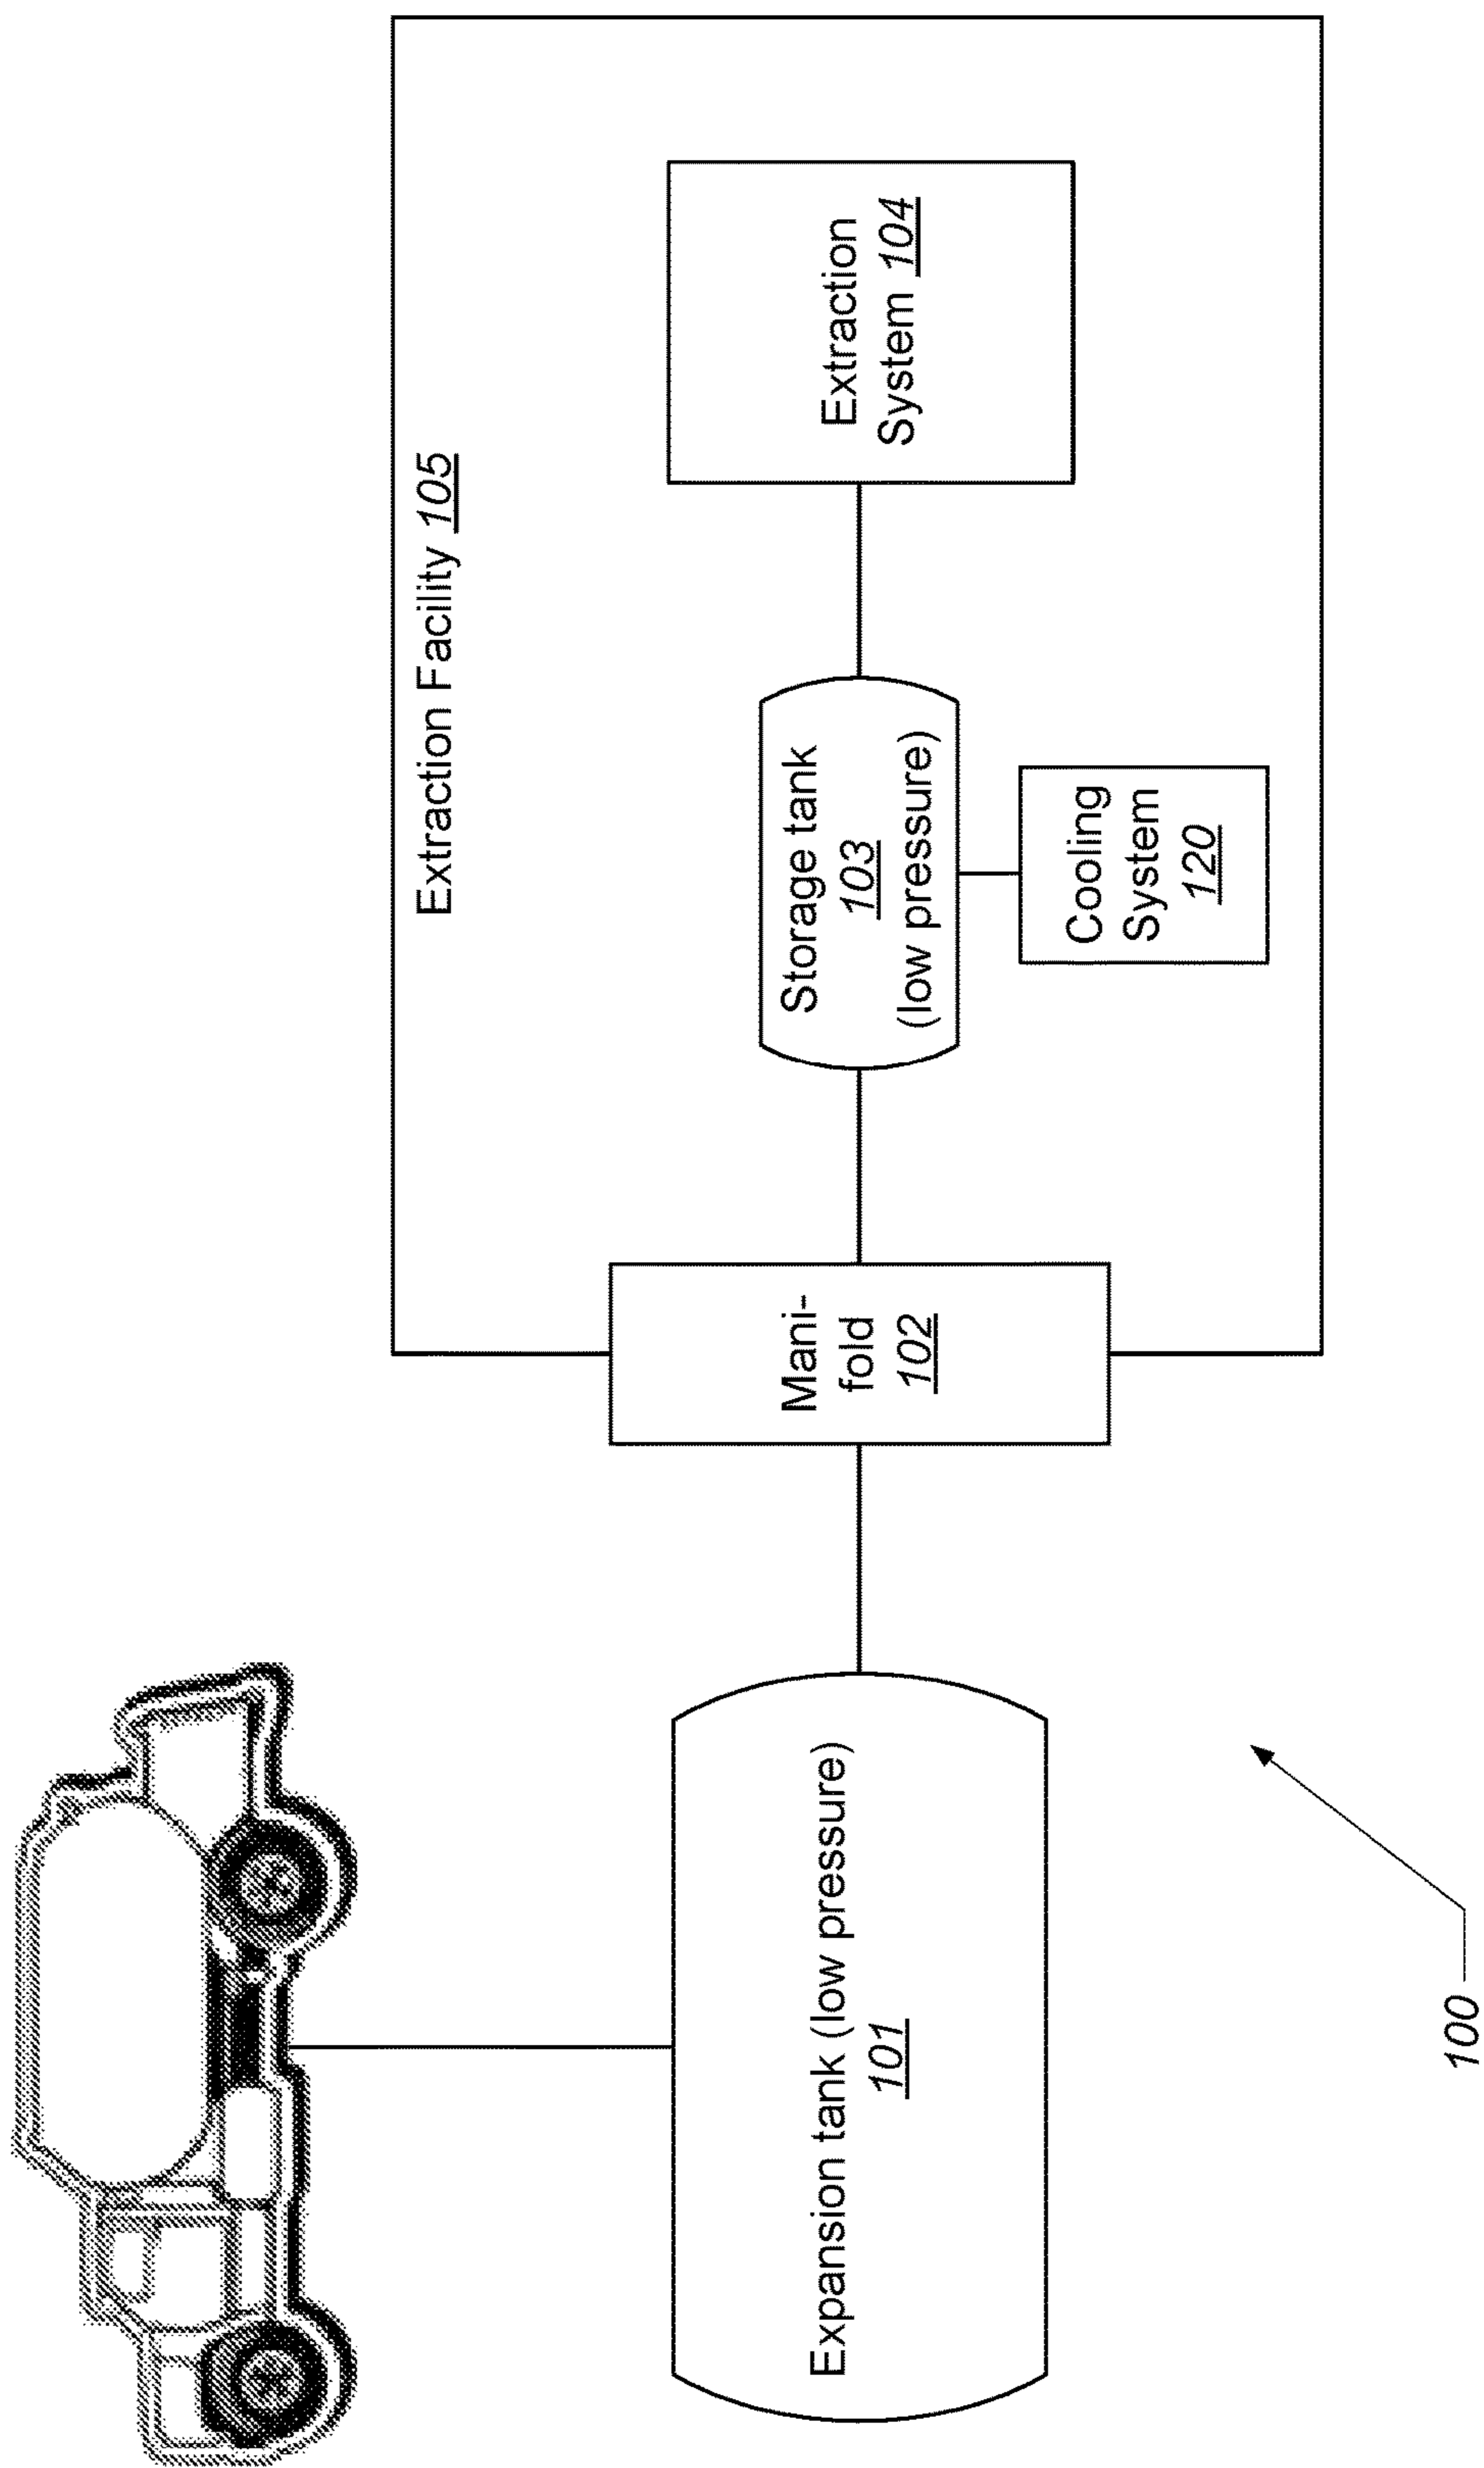 Extraction Facility 105
Expansion tank (low pressure)
101
Mani-
fold
102
Storage tank
103
(low pressure)
Cooling
System
120
Extraction
System 104
100